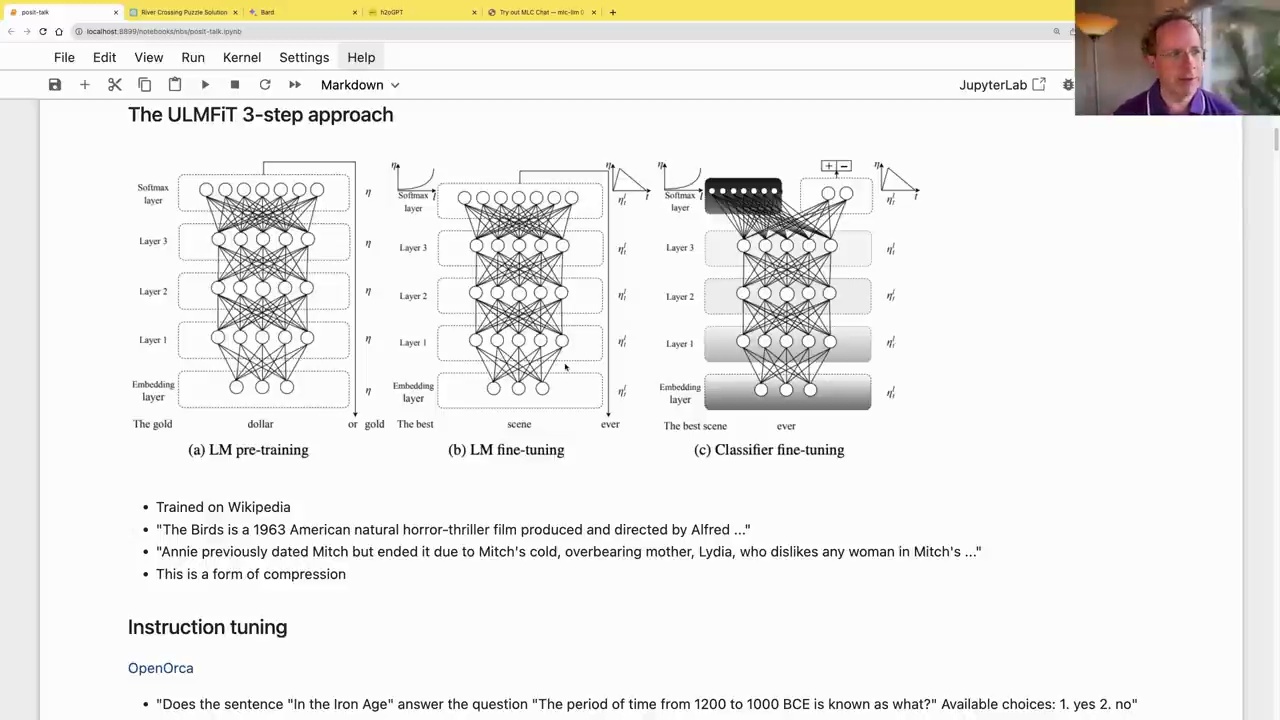 posit-talk
River Crossing Puzzle Solution
Bard
h2oGPT
Try out MLC Chat — mlc-llm 0
localhost:8899/notebooks/nbs/posit-talk.ipynb
File Edit View Run Kernel Settings Help
Markdown
JupyterLab
The ULMFiT 3-step approach
Softmax layer
Layer 3
Layer 2
Layer 1
Embedding layer
η
η
η
η
η
The gold dollar or gold
(a) LM pre-training
η
l
η
t
Softmax layer
Layer 3
Layer 2
Layer 1
Embedding layer
The best scene ever
(b) LM fine-tuning
η
l
+ −
η
t
Softmax layer
Layer 3
Layer 2
Layer 1
Embedding layer
The best scene ever
(c) Classifier fine-tuning
• Trained on Wikipedia
• "The Birds is a 1963 American natural horror-thriller film produced and directed by Alfred ..."
• "Annie previously dated Mitch but ended it due to Mitch's cold, overbearing mother, Lydia, who dislikes any woman in Mitch's ..."
• This is a form of compression
Instruction tuning
OpenOrca
• "Does the sentence "In the Iron Age" answer the question "The period of time from 1200 to 1000 BCE is known as what?" Available choices: 1. yes 2. no"